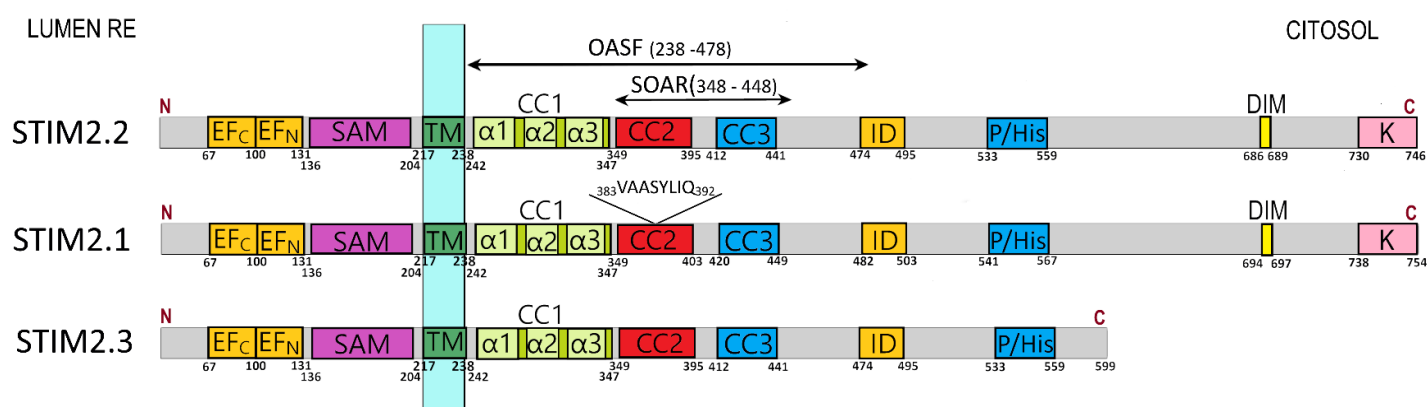 LUMEN RE
CITOSOL
OASF (238 -478)
SOAR(348 - 448)
N
CC1
DIM
C
STIM2.2
EFC EFN SAM TM α1 α2 α3 CC2 CC3 ID P/His K
67 100 131 217 238 349 395 412 441 474 495 533 559 686 689 730 746
136 204 242 347
383VAASYLIQ392
N
CC1
DIM
C
STIM2.1
EFC EFN SAM TM α1 α2 α3 CC2 CC3 ID P/His K
67 100 131 217 238 349 403 420 449 482 503 541 567 694 697 738 754
136 204 242 347
N
CC1
C
STIM2.3
EFC EFN SAM TM α1 α2 α3 CC2 CC3 ID P/His
67 100 131 217 238 349 395 412 441 474 495 533 559 599
136 204 242 347